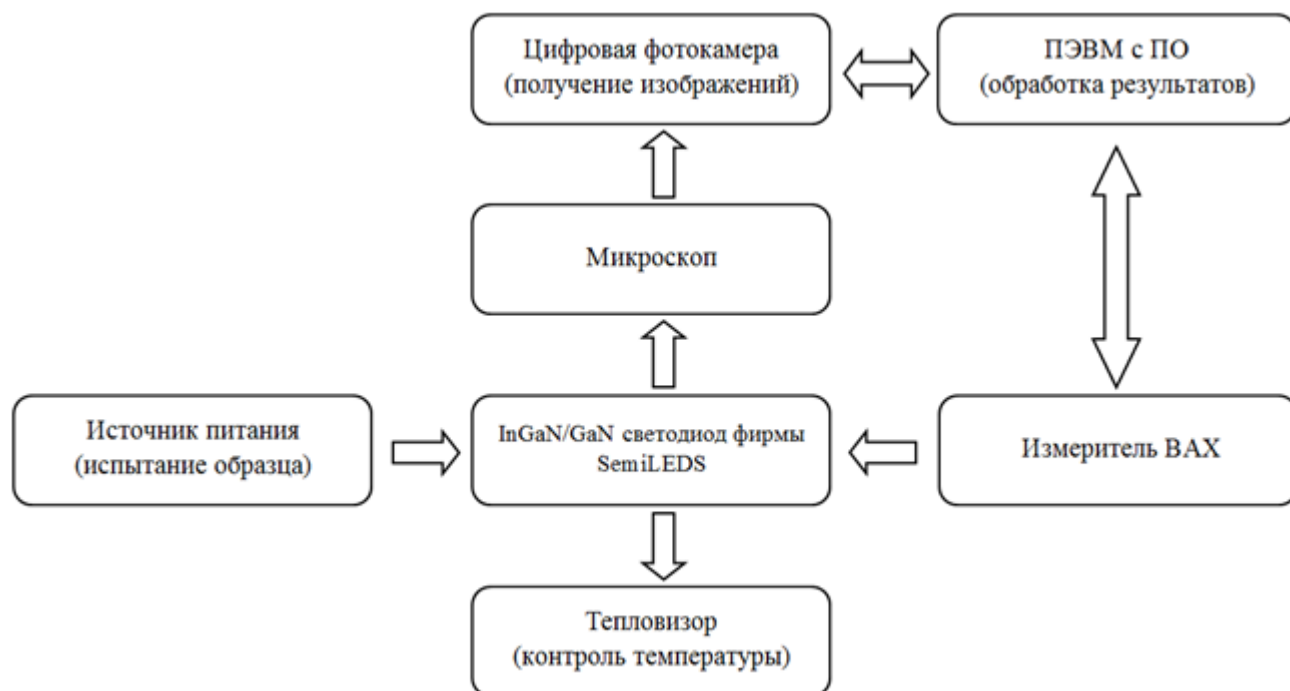 Цифровая фотокамера
(получение изображений)
ПЭВМ с ПО
(обработка результатов)
Микроскоп
Источник питания
(испытание образца)
InGaN/GaN светодиод фирмы
SemiLEDS
Измеритель ВАХ
Тепловизор
(контроль температуры)